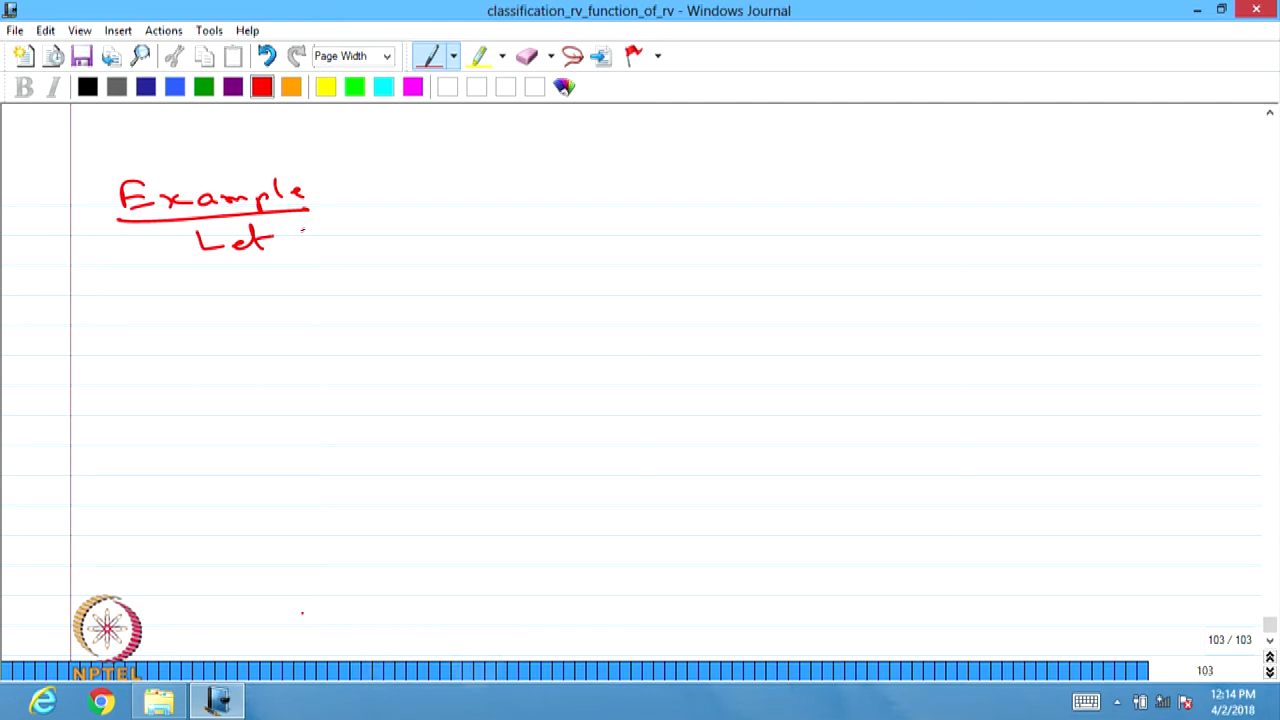 classification_rv_function_of_rv - Windows Journal
File Edit View Insert Actions Tools Help
Page Width
B I
Example
Let
103 / 103
103
NPTEL
12:14 PM
4/2/2018